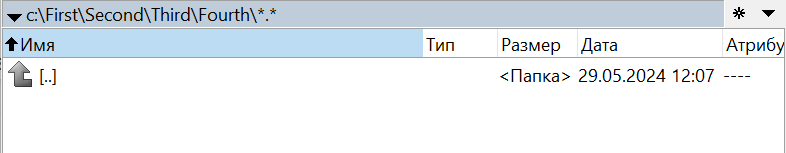 c:\First\Second\Third\Fourth\*.*
Имя Тип Размер Дата Атрибу
[..] <Папка> 29.05.2024 12:07 ----